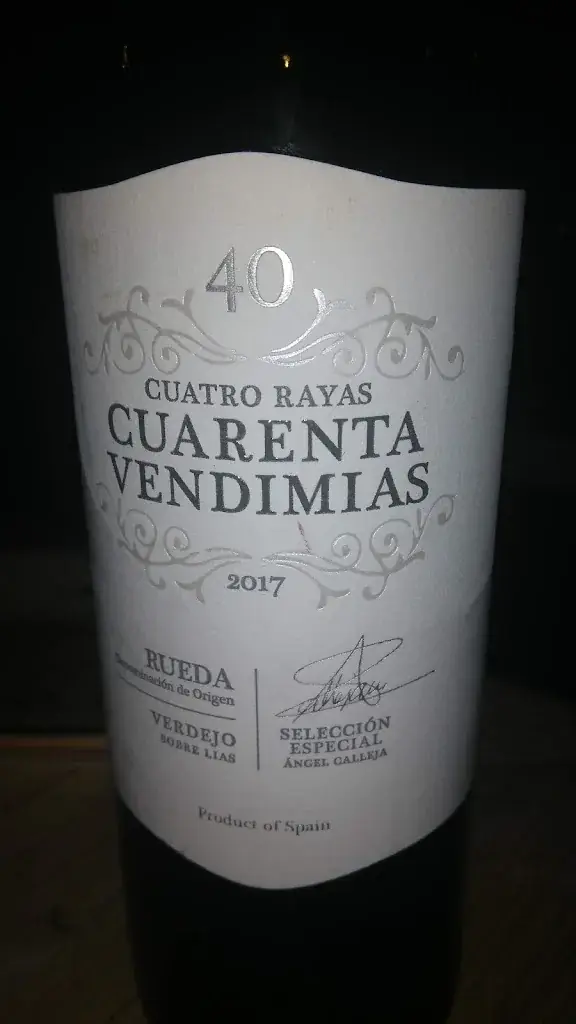 40
CUATRO RAYAS
CUARENTA
VENDIMIAS
2017
RUEDA
Denominación de Origen
VERDEJO
SOBRE LIAS
SELECCIÓN
ESPECIAL
ÁNGEL CALLEJA
Product of Spain